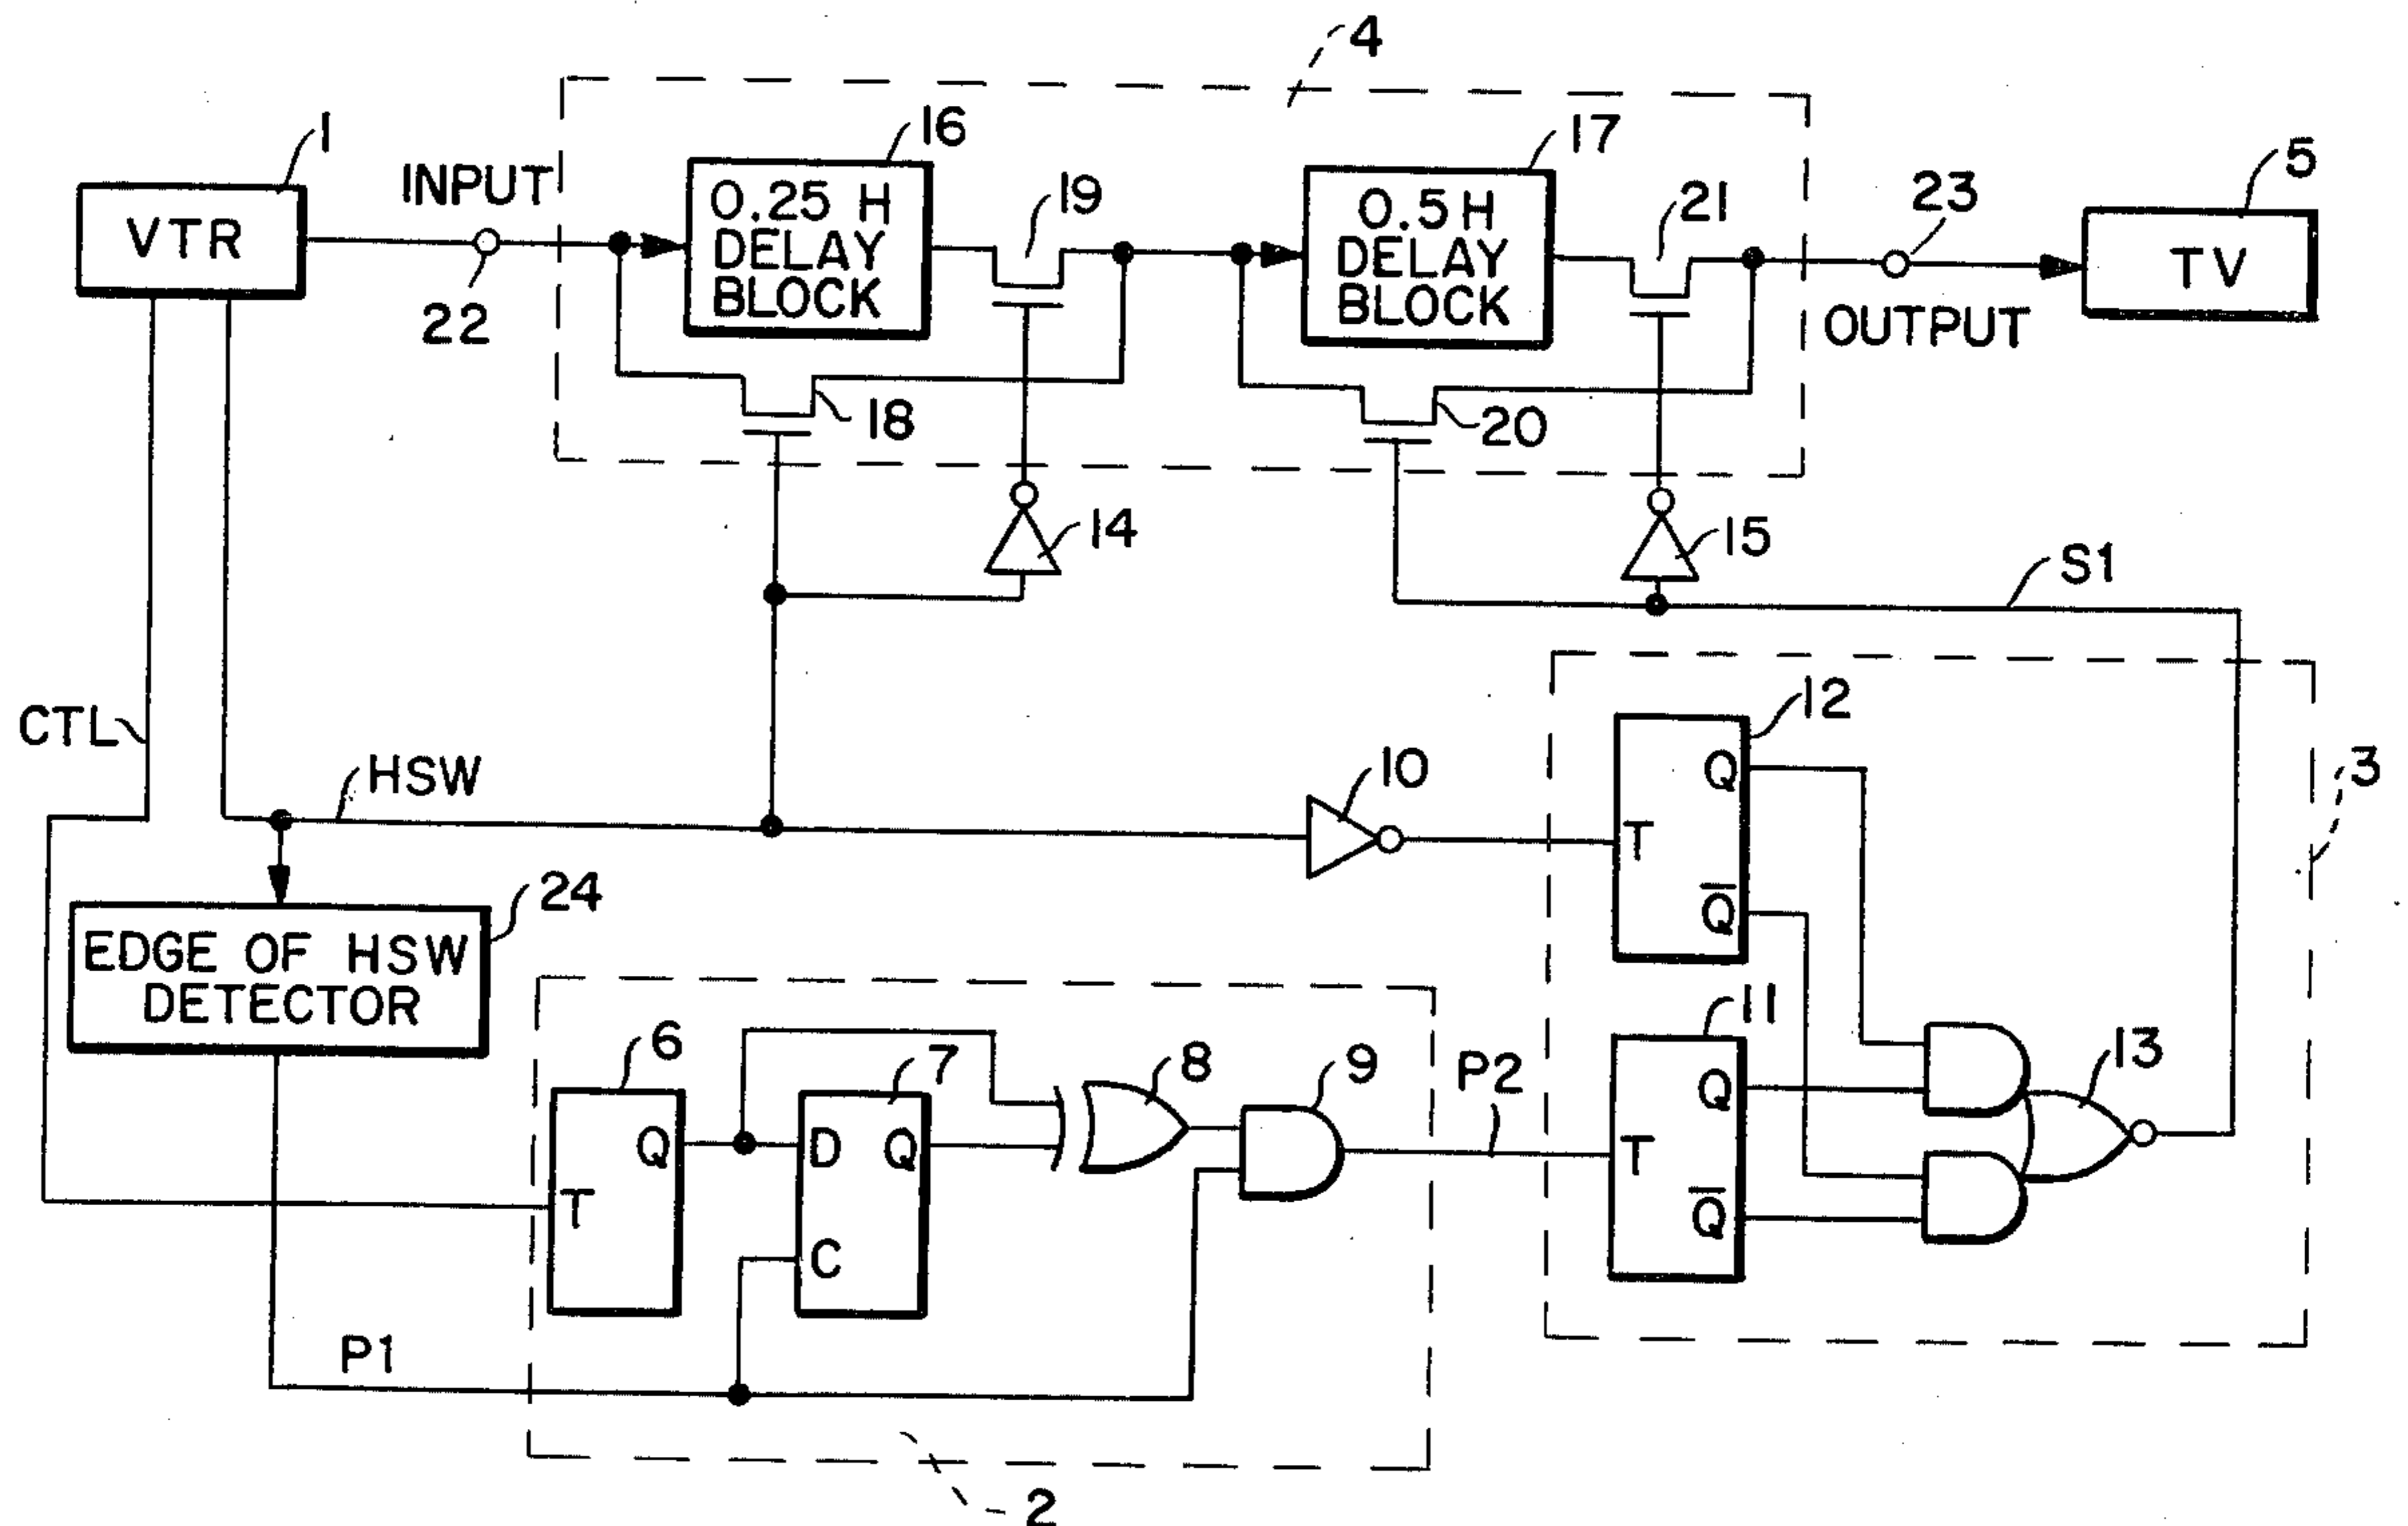 4
1
INPUT
16
17
5
VTR
0.25 H
DELAY
BLOCK
19
0.5 H
DELAY
BLOCK
21
23
TV
22
OUTPUT
18
20
14
15
S1
CTL
HSW
10
12
Q
T
Q̅
3
24
EDGE OF HSW
DETECTOR
6
7
8
9
P2
11
13
Q
T
D
Q
C
Q
T
Q̅
P1
2